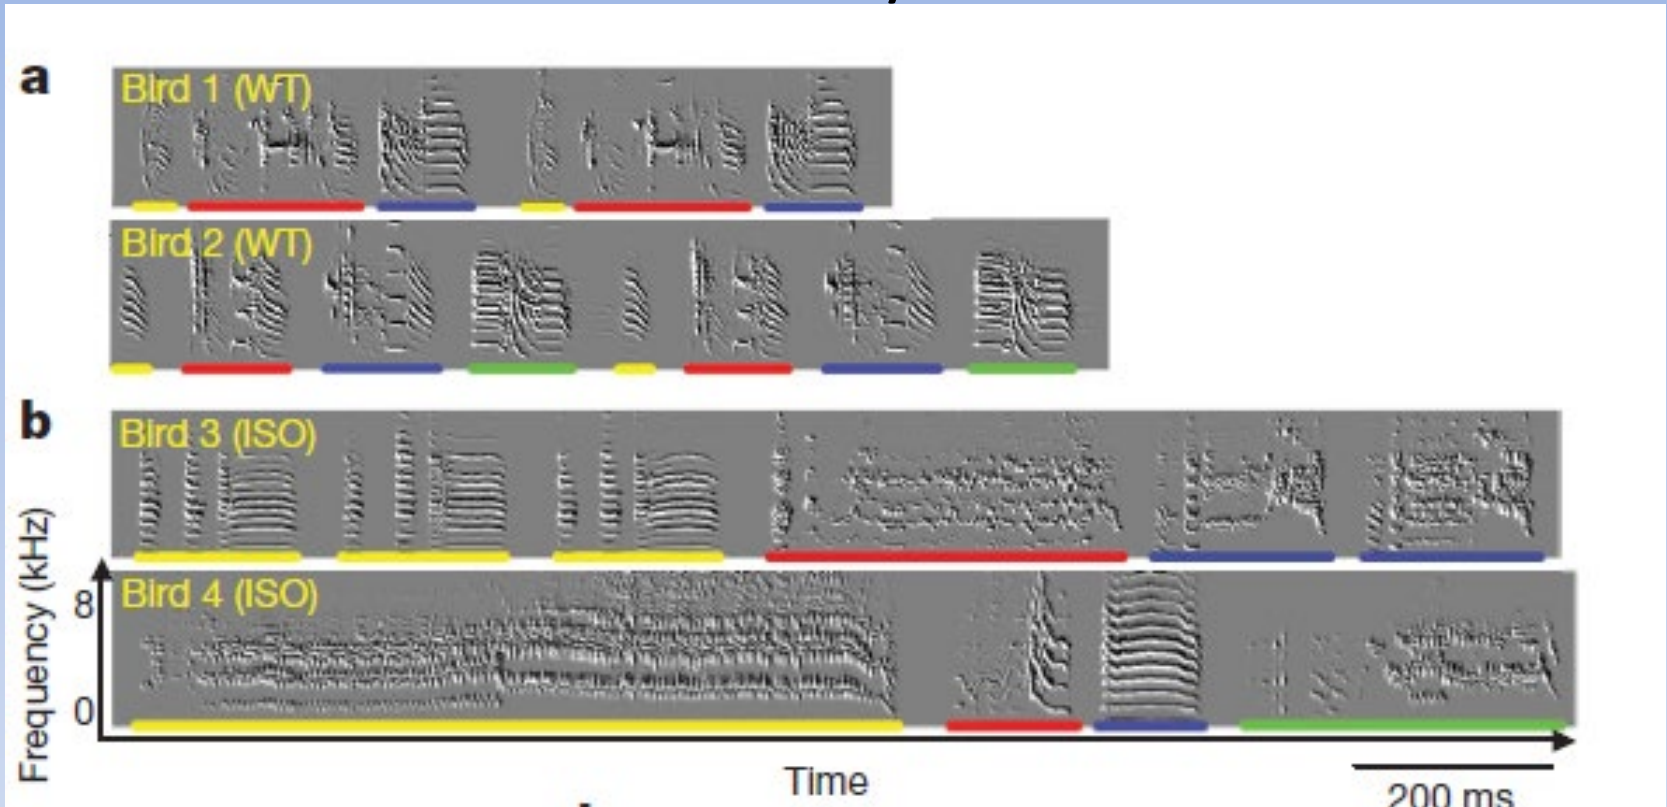 a
Bird 1 (WT)
Bird 2 (WT)
b
Bird 3 (ISO)
Bird 4 (ISO)
Frequency (kHz)
8
0
Time
200 ms